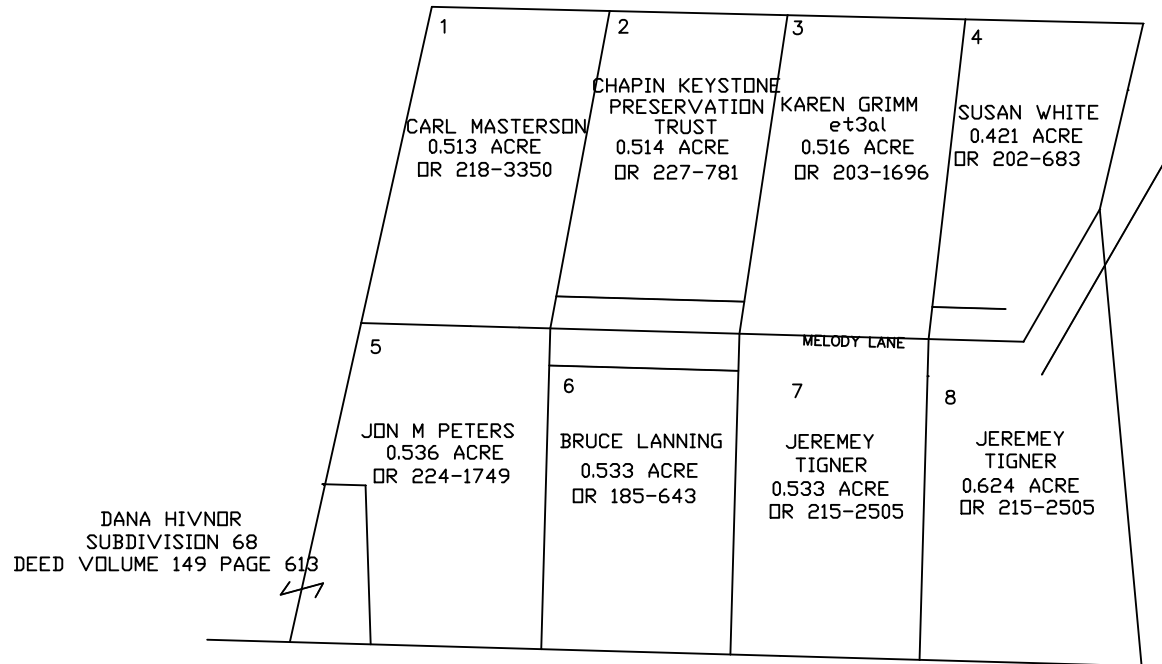 1
CARL MASTERSON
0.513 ACRE
OR 218-3350
2
CHAPIN KEYSTONE
PRESERVATION
TRUST
0.514 ACRE
OR 227-781
3
KAREN GRIMM
et3al
0.516 ACRE
OR 203-1696
4
SUSAN WHITE
0.421 ACRE
OR 202-683
MELODY LANE
5
JON M PETERS
0.536 ACRE
OR 224-1749
6
BRUCE LANNING
0.533 ACRE
OR 185-643
7
JEREMEY
TIGNER
0.533 ACRE
OR 215-2505
8
JEREMEY
TIGNER
0.624 ACRE
OR 215-2505
DANA HIVNOR
SUBDIVISION 68
DEED VOLUME 149 PAGE 613